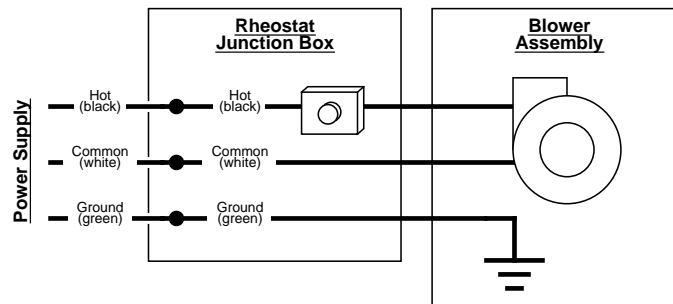 Rheostat
Junction Box
Blower
Assembly
Power Supply
Hot
(black)
Hot
(black)
Common
(white)
Common
(white)
Ground
(green)
Ground
(green)